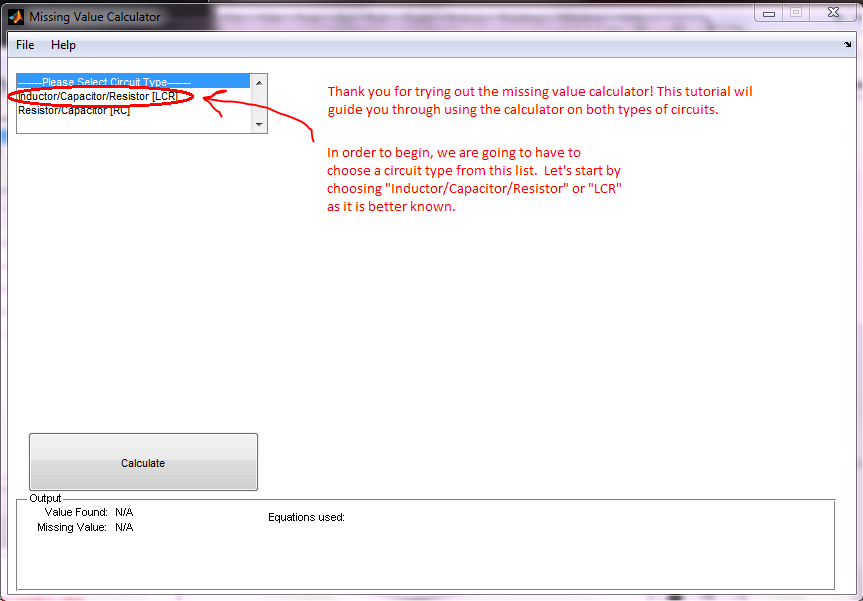 Missing Value Calculator
File Help
------Please Select Circuit Type------
Inductor/Capacitor/Resistor [LCR]
Resistor/Capacitor [RC]
Thank you for trying out the missing value calculator! This tutorial wil
guide you through using the calculator on both types of circuits.
In order to begin, we are going to have to
choose a circuit type from this list. Let's start by
choosing "Inductor/Capacitor/Resistor" or "LCR"
as it is better known.
Calculate
Output
Value Found: N/A
Missing Value: N/A
Equations used: